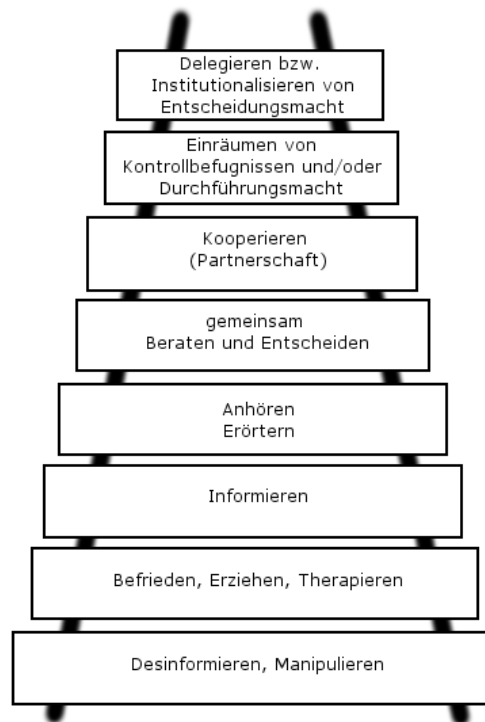 Delegieren bzw.
Institutionalisieren von
Entscheidungsmacht
Einräumen von
Kontrollbefugnissen und/oder
Durchführungsmacht
Kooperieren
(Partnerschaft)
gemeinsam
Beraten und Entscheiden
Anhören
Erörtern
Informieren
Befrieden, Erziehen, Therapieren
Desinformieren, Manipulieren